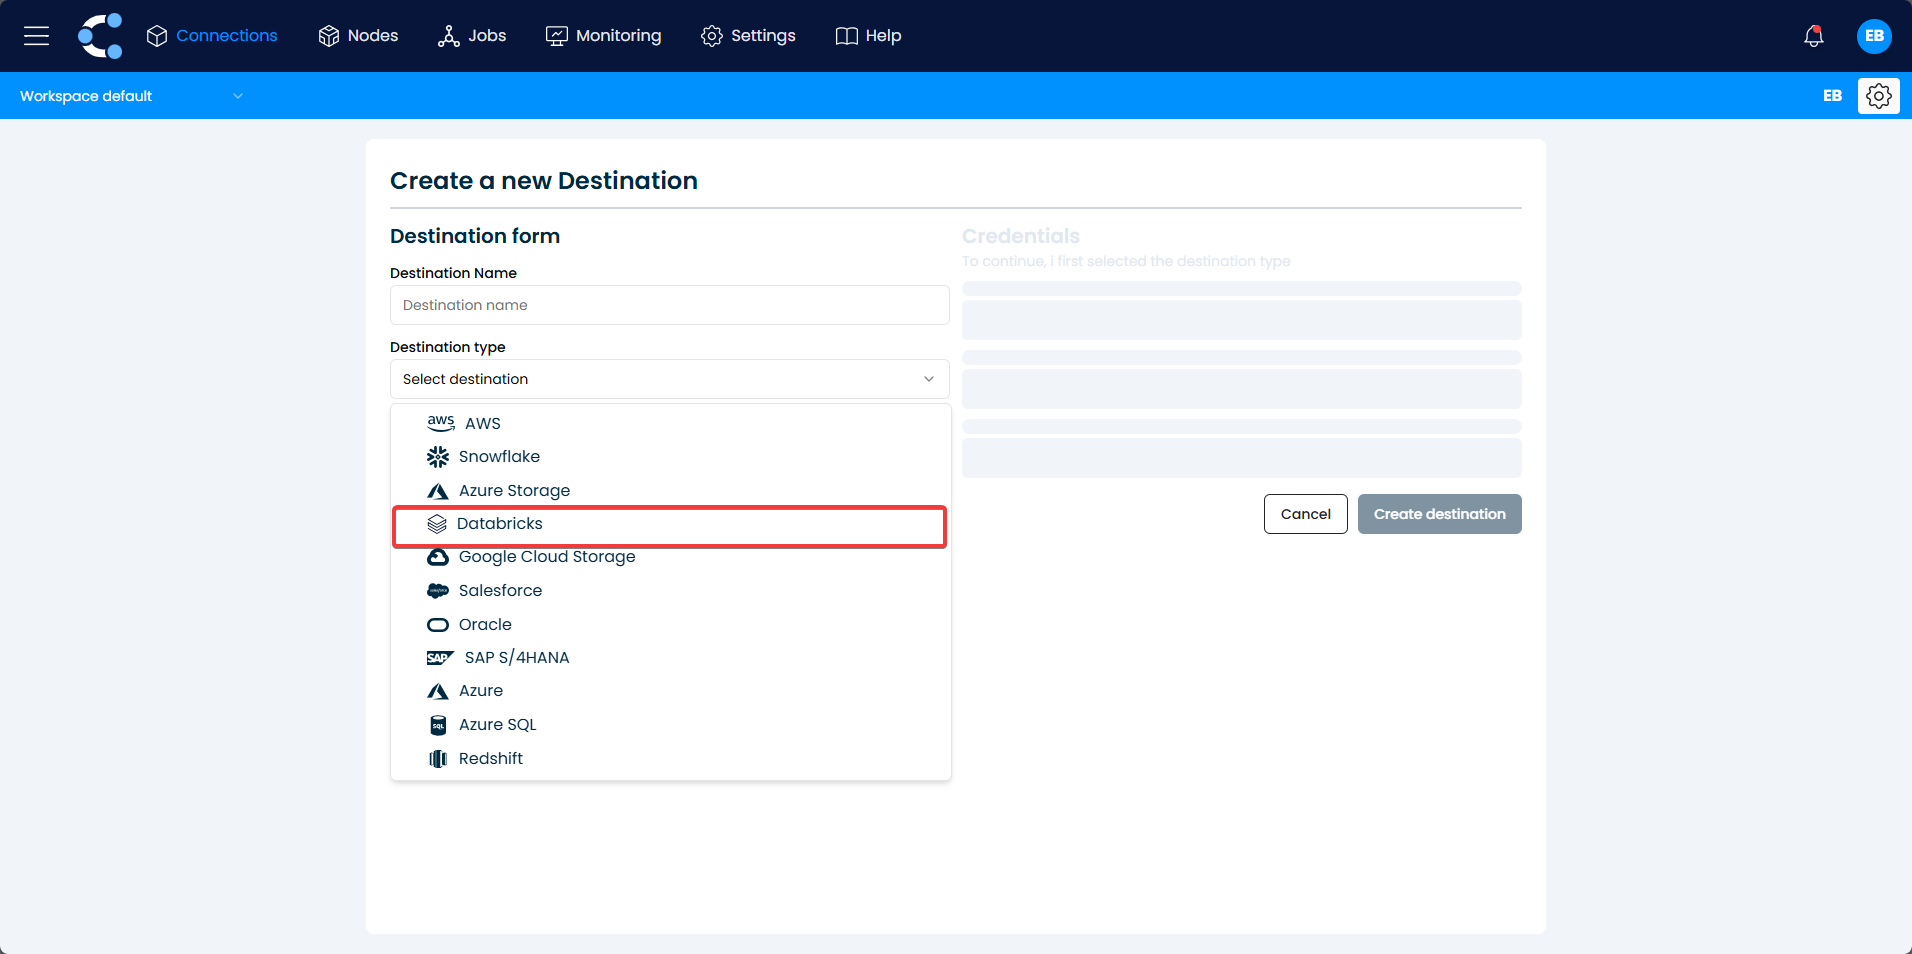 Connections Nodes Jobs Monitoring Settings Help EB
Workspace default EB
Create a new Destination
Destination form
Destination Name
Destination name
Destination type
Select destination
aws AWS
Snowflake
Azure Storage
Databricks
Google Cloud Storage
Salesforce
Oracle
SAP SAP S/4HANA
Azure
SQL Azure SQL
Redshift
Credentials
To continue, i first selected the destination type
Cancel Create destination